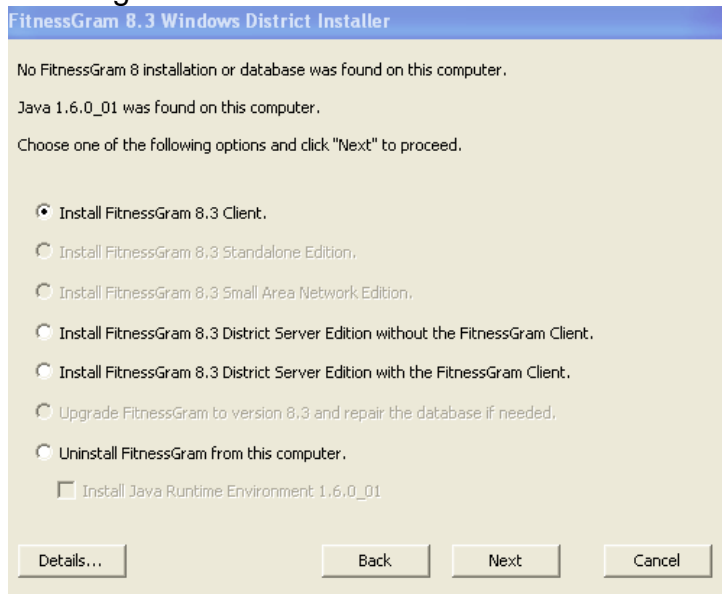 FitnessGram 8.3 Windows District Installer
No FitnessGram 8 installation or database was found on this computer.
Java 1.6.0_01 was found on this computer.
Choose one of the following options and click "Next" to proceed.
Install FitnessGram 8.3 Client.
Install FitnessGram 8.3 Standalone Edition.
Install FitnessGram 8.3 Small Area Network Edition.
Install FitnessGram 8.3 District Server Edition without the FitnessGram Client.
Install FitnessGram 8.3 District Server Edition with the FitnessGram Client.
Upgrade FitnessGram to version 8.3 and repair the database if needed.
Uninstall FitnessGram from this computer.
Install Java Runtime Environment 1.6.0_01
Details... Back Next Cancel